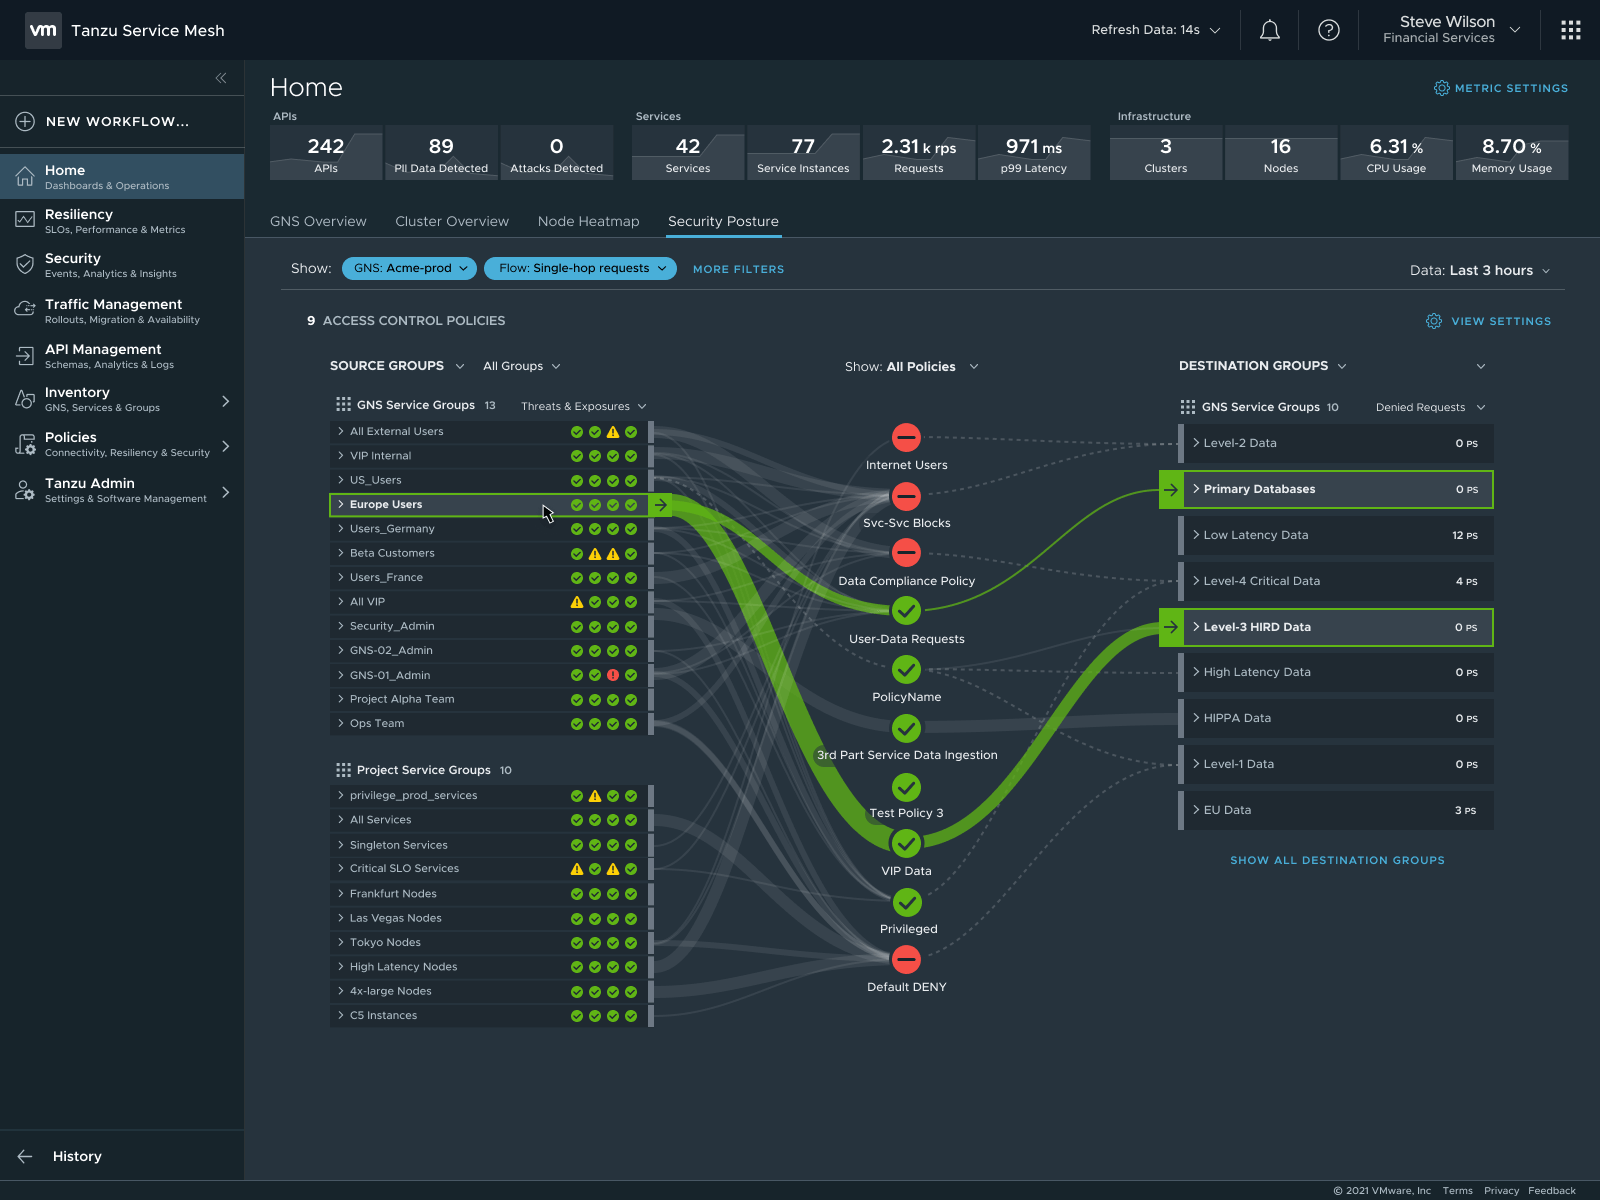 vm Tanzu Service Mesh
Refresh Data: 14s
Steve Wilson
Financial Services
NEW WORKFLOW...
Home
Dashboards & Operations
Resiliency
SLOs, Performance & Metrics
Security
Events, Analytics & Insights
Traffic Management
Rollouts, Migration & Availability
API Management
Schemas, Analytics & Logs
Inventory
GNS, Services & Groups
Policies
Connectivity, Resiliency & Security
Tanzu Admin
Settings & Software Management
History
Home
METRIC SETTINGS
APIs
242
APIs
89
PII Data Detected
0
Attacks Detected
Services
42
Services
77
Service Instances
2.31 k rps
Requests
971 ms
p99 Latency
Infrastructure
3
Clusters
16
Nodes
6.31 %
CPU Usage
8.70 %
Memory Usage
GNS Overview Cluster Overview Node Heatmap Security Posture
Show: GNS: Acme-prod Flow: Single-hop requests MORE FILTERS
Data: Last 3 hours
9 ACCESS CONTROL POLICIES
VIEW SETTINGS
SOURCE GROUPS All Groups
GNS Service Groups 13 Threats & Exposures
All External Users
VIP Internal
US_Users
Europe Users
Users_Germany
Beta Customers
Users_France
All VIP
Security_Admin
GNS-02_Admin
GNS-01_Admin
Project Alpha Team
Ops Team
Project Service Groups 10
privilege_prod_services
All Services
Singleton Services
Critical SLO Services
Frankfurt Nodes
Las Vegas Nodes
Tokyo Nodes
High Latency Nodes
4x-large Nodes
C5 Instances
Show: All Policies
Internet Users
Svc-Svc Blocks
Data Compliance Policy
User-Data Requests
PolicyName
3rd Part Service Data Ingestion
Test Policy 3
VIP Data
Privileged
Default DENY
DESTINATION GROUPS
GNS Service Groups 10 Denied Requests
Level-2 Data 0 PS
Primary Databases 0 PS
Low Latency Data 12 PS
Level-4 Critical Data 4 PS
Level-3 HIRD Data 0 PS
High Latency Data 0 PS
HIPPA Data 0 PS
Level-1 Data 0 PS
EU Data 3 PS
SHOW ALL DESTINATION GROUPS
© 2021 VMware, Inc Terms Privacy Feedback